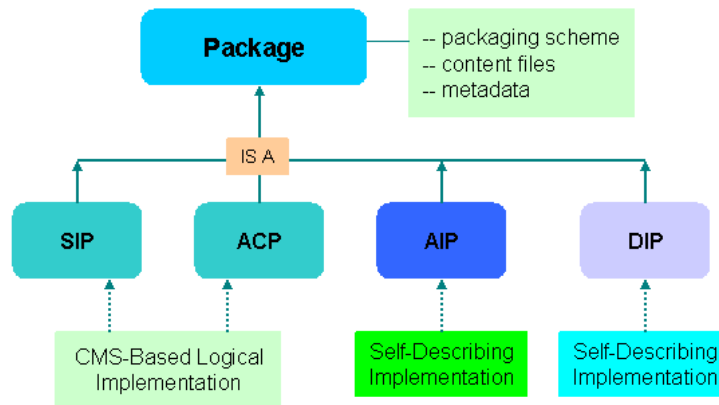 Package
-- packaging scheme
-- content files
-- metadata
IS A
SIP
ACP
AIP
DIP
CMS-Based Logical
Implementation
Self-Describing
Implementation
Self-Describing
Implementation